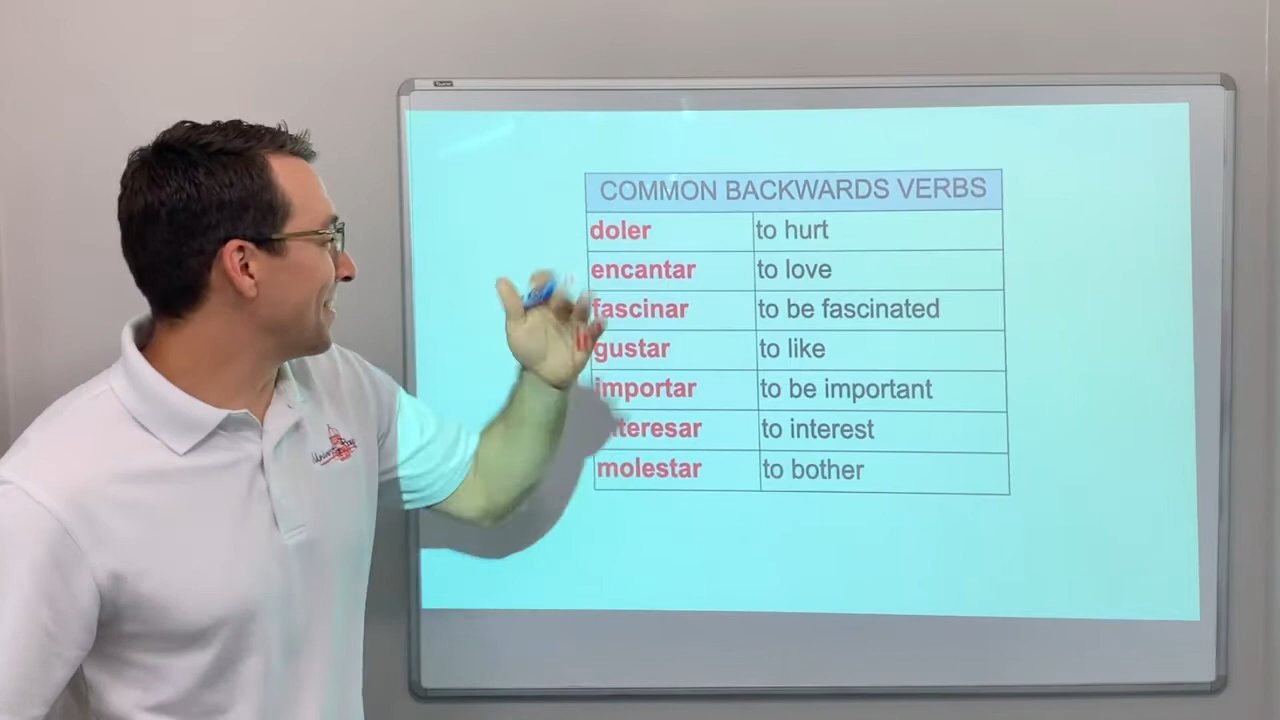 COMMON BACKWARDS VERBS
doler to hurt
encantar to love
fascinar to be fascinated
gustar to like
importar to be important
teresar to interest
molestar to bother